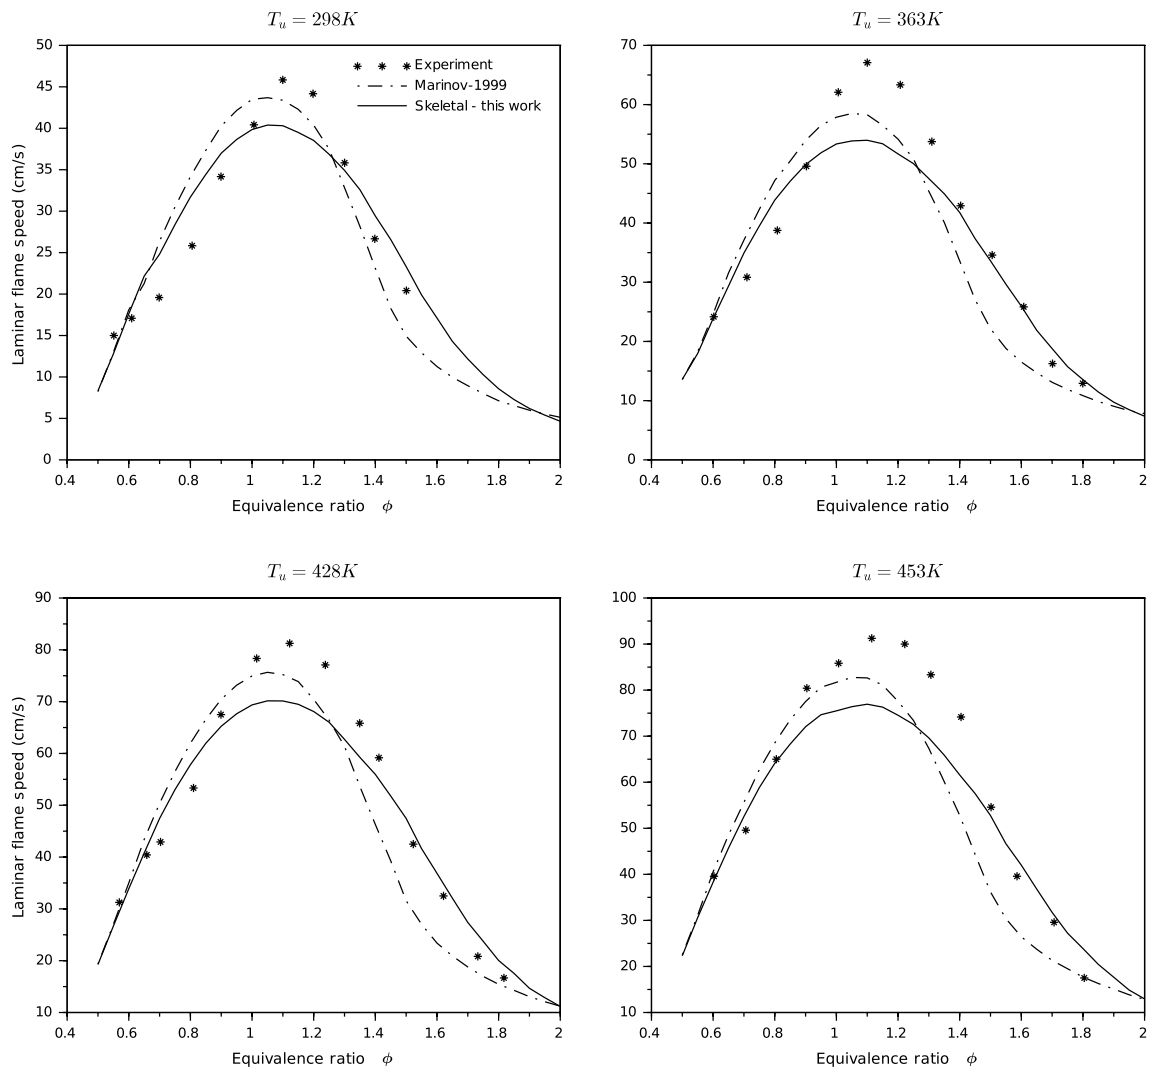 T_u = 298K
50
45
40
35
30
25
20
15
10
5
0
0.4 0.6 0.8 1 1.2 1.4 1.6 1.8 2
Laminar flame speed (cm/s)
Equivalence ratio ϕ
Experiment
Marinov-1999
Skeletal - this work
T_u = 363K
70
60
50
40
30
20
10
0
0.4 0.6 0.8 1 1.2 1.4 1.6 1.8 2
Equivalence ratio ϕ
T_u = 428K
90
80
70
60
50
40
30
20
10
0.4 0.6 0.8 1 1.2 1.4 1.6 1.8 2
Laminar flame speed (cm/s)
Equivalence ratio ϕ
T_u = 453K
100
90
80
70
60
50
40
30
20
10
0.4 0.6 0.8 1 1.2 1.4 1.6 1.8 2
Equivalence ratio ϕ